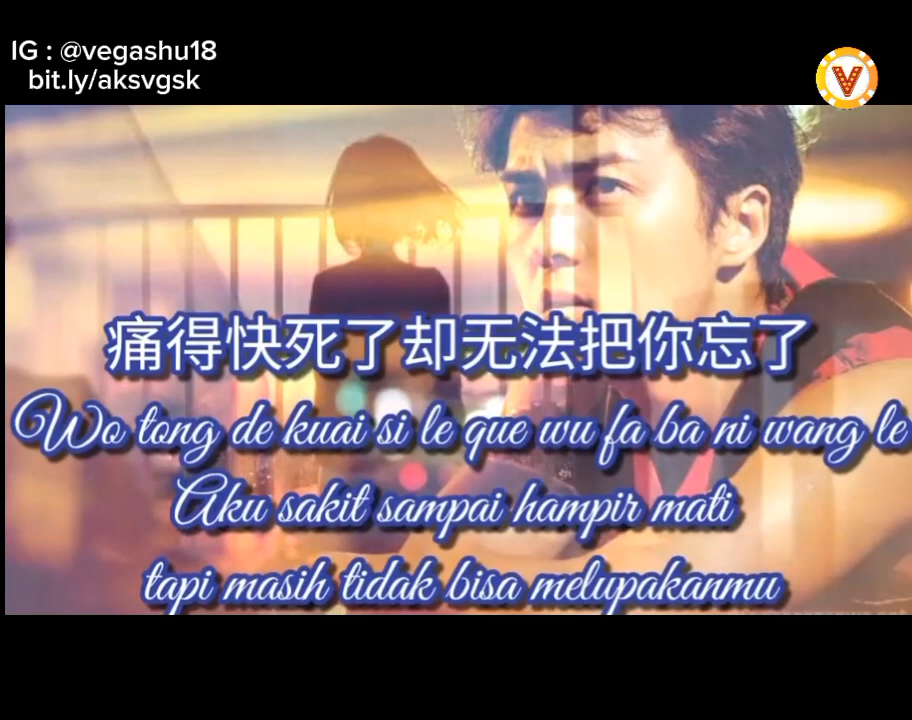 IG : @vegashu18
bit.ly/aksvgsk
V
痛得快死了却无法把你忘了
Wo tong de kuai si le que wu fa ba ni wang le
Aku sakit sampai hampir mati
tapi masih tidak bisa melupakanmu